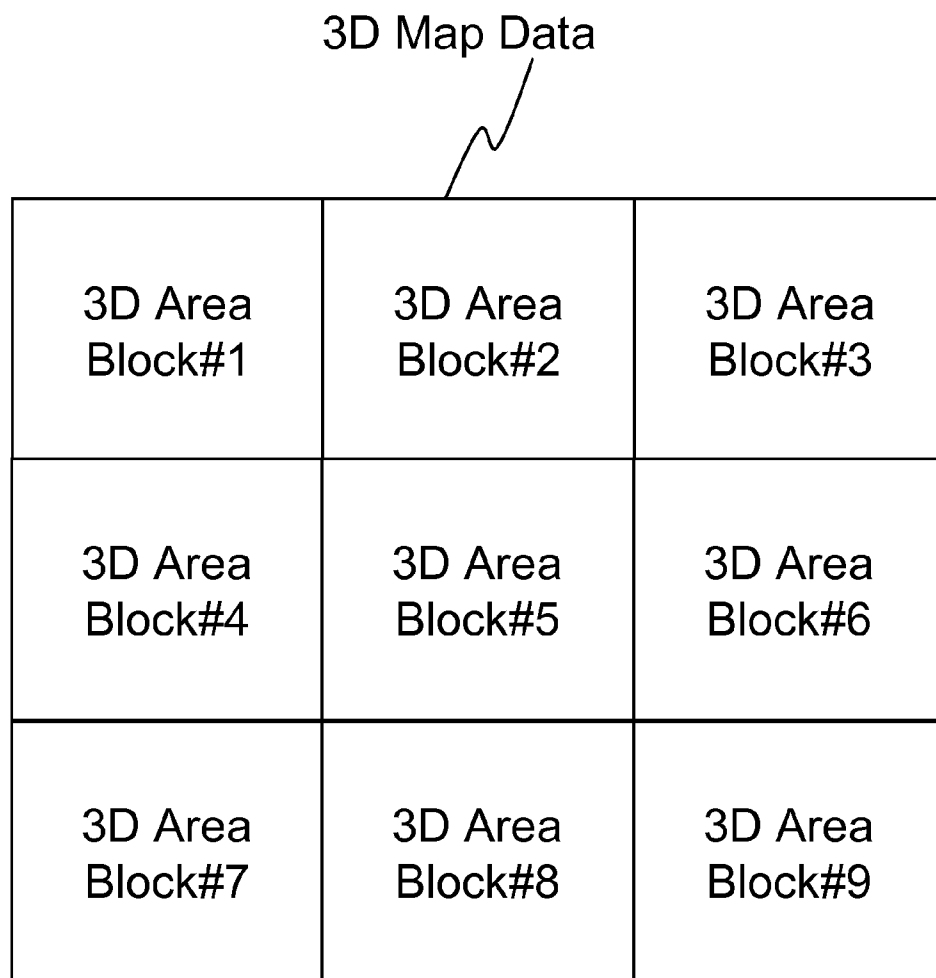 3D Map Data
3D Area
Block#1
3D Area
Block#2
3D Area
Block#3
3D Area
Block#4
3D Area
Block#5
3D Area
Block#6
3D Area
Block#7
3D Area
Block#8
3D Area
Block#9